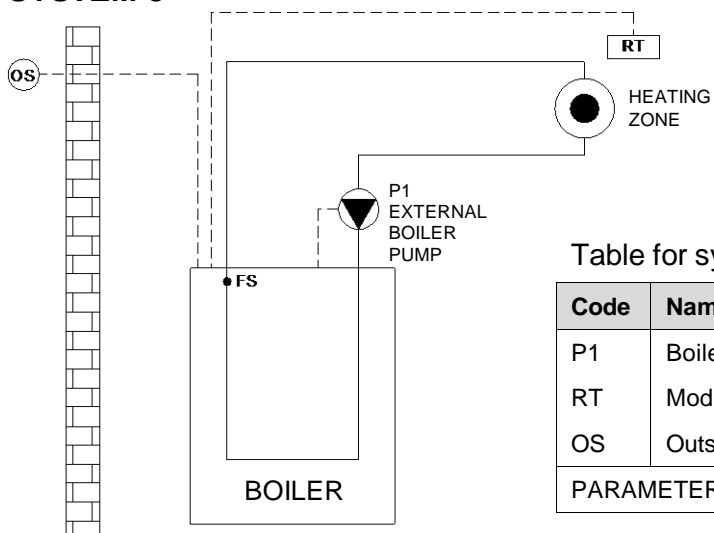 RT
OS
HEATING
ZONE
P1
EXTERNAL
BOILER
PUMP
FS
BOILER
Table for sy
Code Nam
P1 Boile
RT Mod
OS Outs
PARAMETER